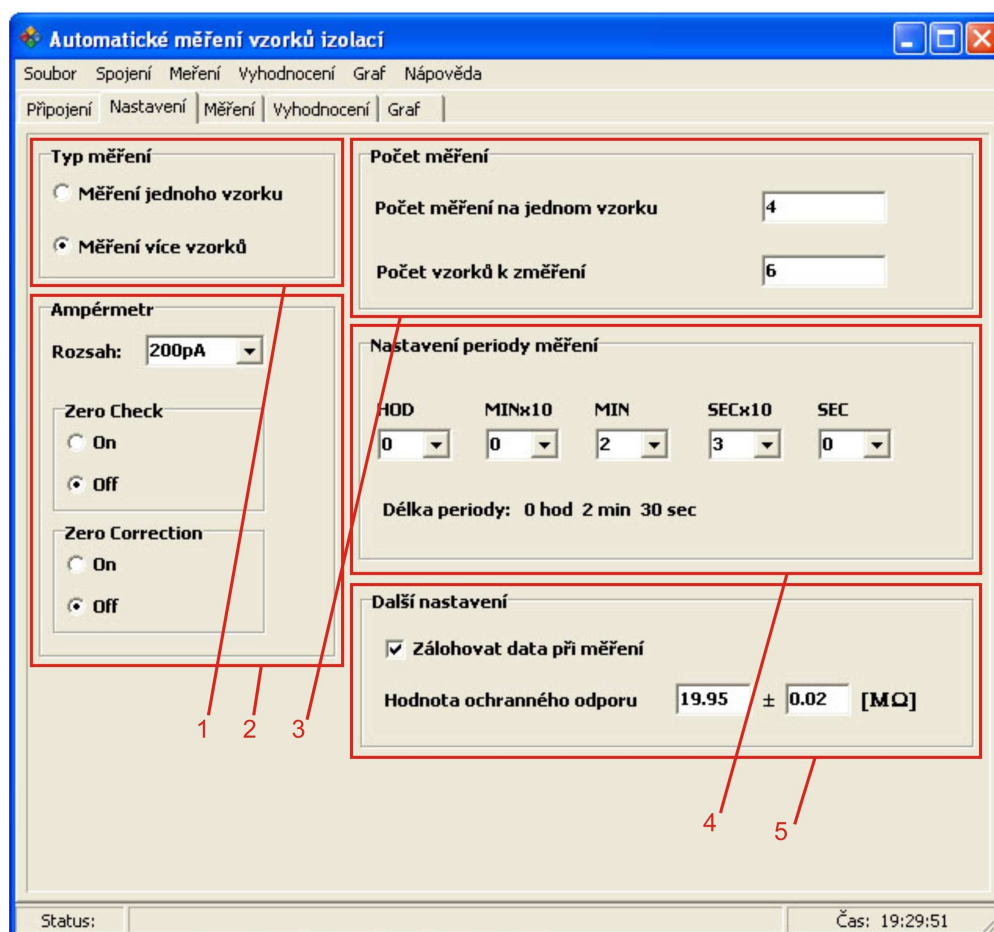 Automatické měření vzorků izolací
Soubor Spojení Meření Vyhodnocení Graf Nápověda
Připojení Nastavení Měření Vyhodnocení Graf
Typ měření
Měření jednoho vzorku
Měření více vzorků
Počet měření
Počet měření na jednom vzorku 4
Počet vzorků k změření 6
Ampérmetr
Rozsah: 200pA
Zero Check
On
Off
Zero Correction
On
Off
Nastavení periody měření
HOD MINx10 MIN SECx10 SEC
0 0 2 3 0
Délka periody: 0 hod 2 min 30 sec
Další nastavení
Zálohovat data při měření
Hodnota ochranného odporu 19.95 ± 0.02 [MΩ]
1 2 3 4 5
Status: Čas: 19:29:51